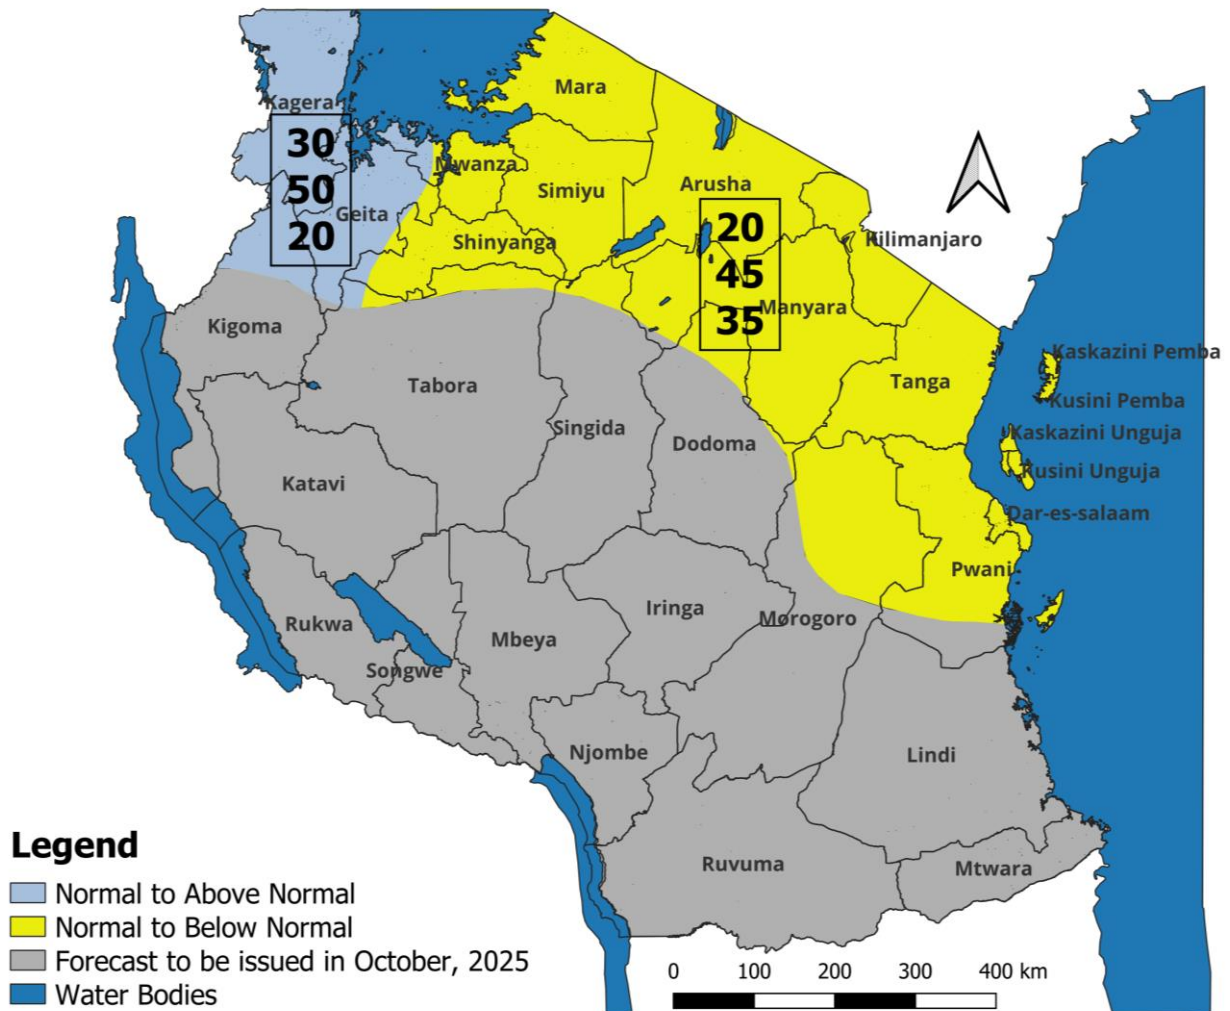 Mara
Kagera
30
50
20
Mwanza
Simiyu
Arusha
Geita
Shinyanga
20
45
35
Kilimanjaro
Manyara
Kigoma
Kaskazini Pemba
Tabora
Tanga
Kusini Pemba
Singida
Dodoma
Kaskazini Unguja
Kusini Unguja
Katavi
Dar-es-salaam
Pwani
Iringa
Morogoro
Rukwa
Mbeya
Songwe
Njombe
Lindi
Ruvuma
Mtwara
Legend
Normal to Above Normal
Normal to Below Normal
Forecast to be issued in October, 2025
Water Bodies
0 100 200 300 400 km